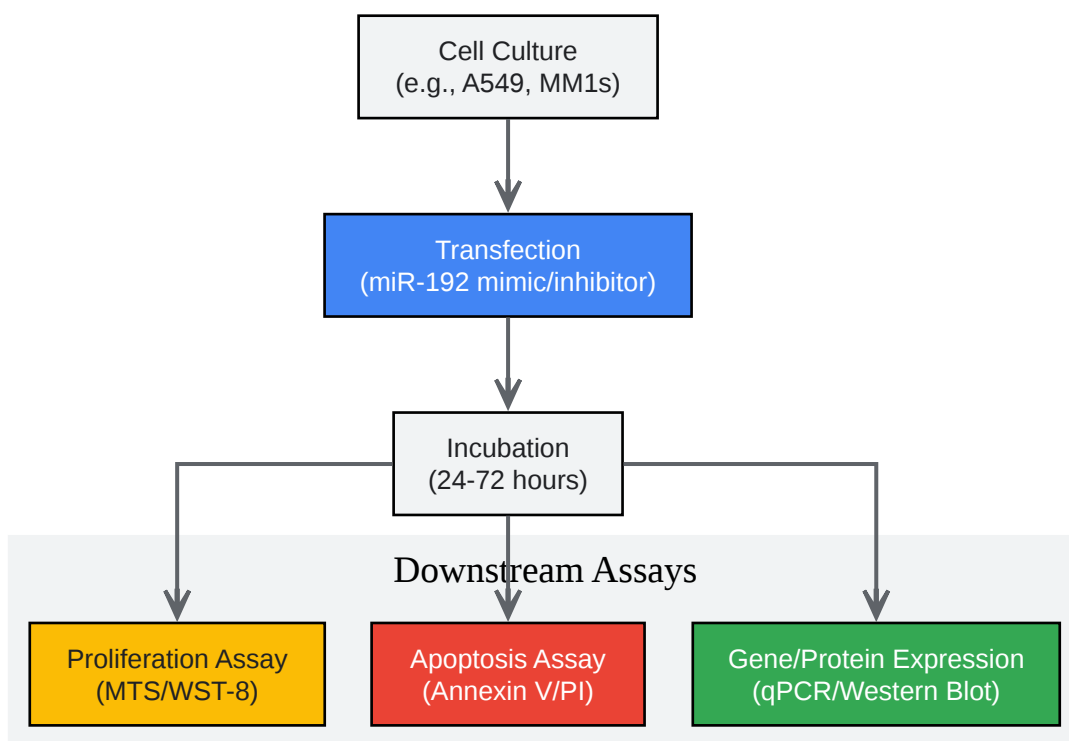 Cell Culture
(e.g., A549, MM1s)
Transfection
(miR-192 mimic/inhibitor)
Incubation
(24-72 hours)
Downstream Assays
Proliferation Assay
(MTS/WST-8)
Apoptosis Assay
(Annexin V/PI)
Gene/Protein Expression
(qPCR/Western Blot)